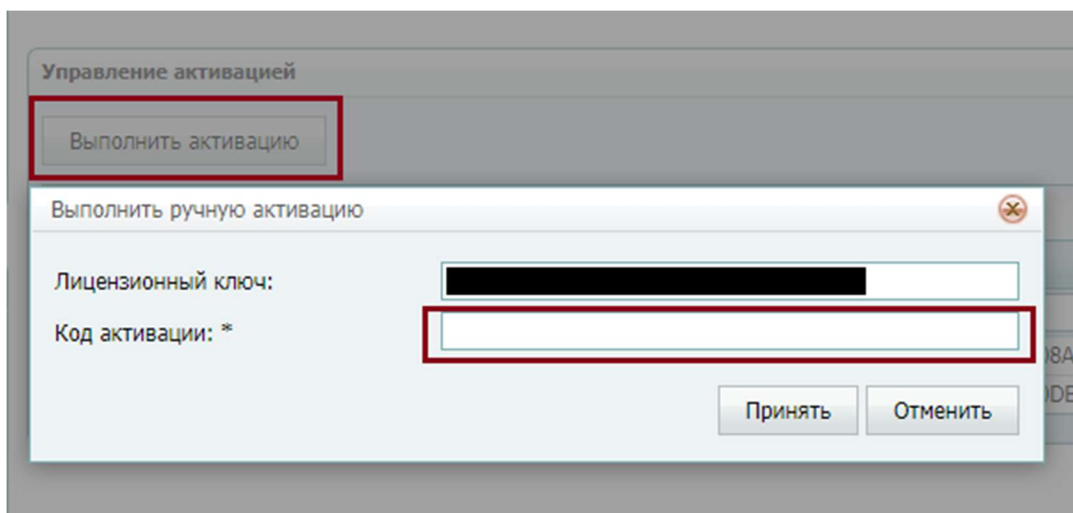 Управление активацией
Выполнить активацию
Выполнить ручную активацию
Лицензионный ключ:
Код активации: *
Принять Отменить